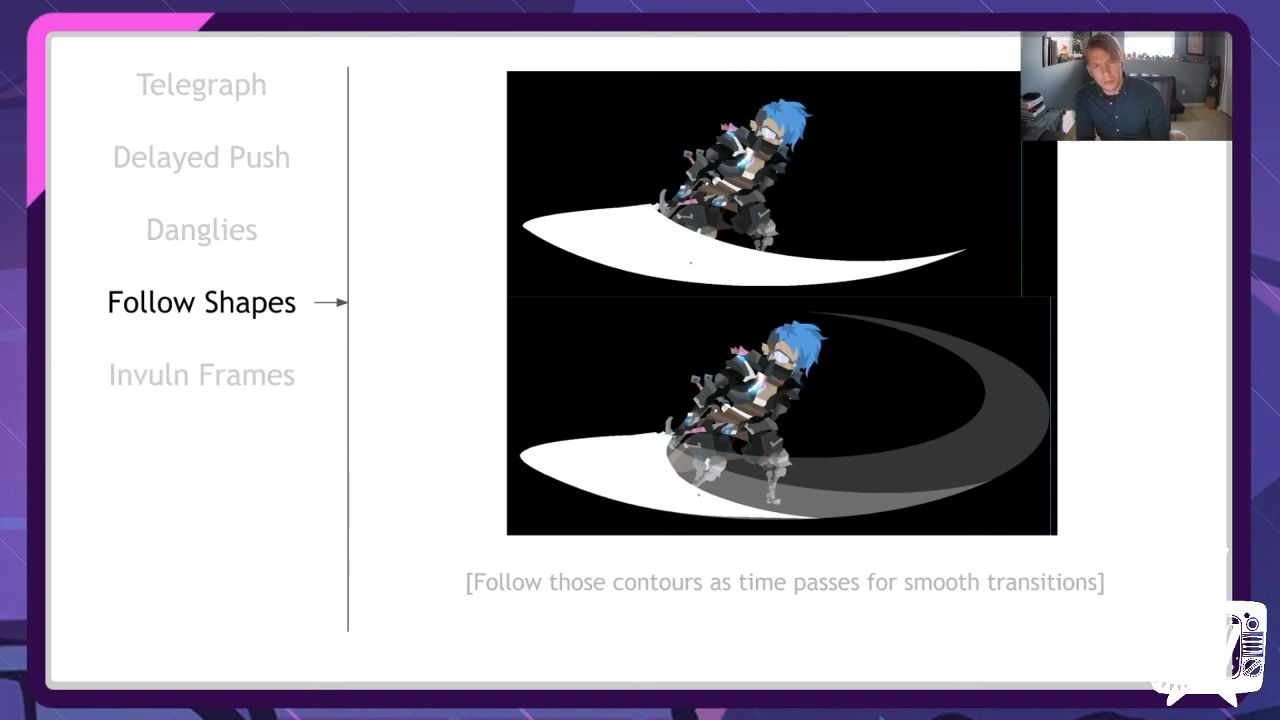 Telegraph
Delayed Push
Danglies
Follow Shapes
Invuln Frames
[Follow those contours as time passes for smooth transitions]